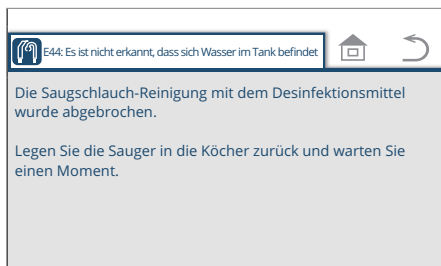 E44: Es ist nicht erkannt, dass sich Wasser im Tank befindet
Die Saugschlauch-Reinigung mit dem Desinfektionsmittel
wurde abgebrochen.
Legen Sie die Sauger in die Köcher zurück und warten Sie
einen Moment.